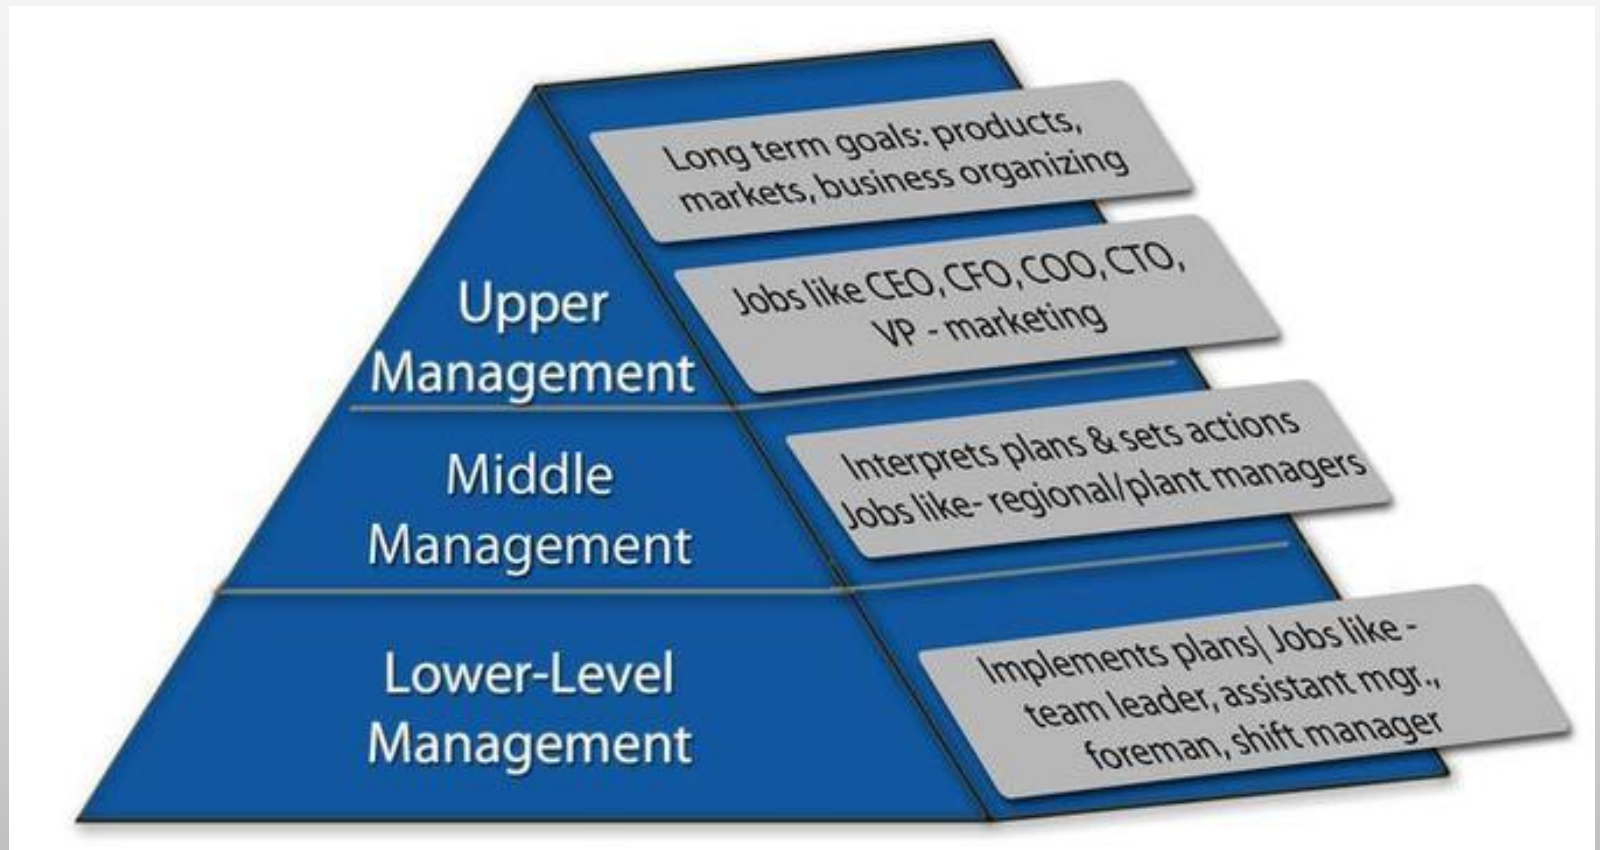 Long term goals: products,
markets, business organizing
Jobs like CEO, CFO, COO, CTO,
VP - marketing
Upper
Management
Interprets plans & sets actions
Jobs like- regional/plant managers
Middle
Management
Implements plans| Jobs like -
team leader, assistant mgr.,
foreman, shift manager
Lower-Level
Management